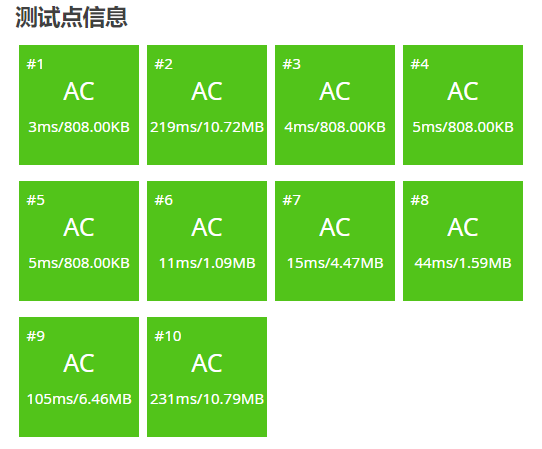 测试点信息
#1
AC
3ms/808.00KB
#2
AC
219ms/10.72MB
#3
AC
4ms/808.00KB
#4
AC
5ms/808.00KB
#5
AC
5ms/808.00KB
#6
AC
11ms/1.09MB
#7
AC
15ms/4.47MB
#8
AC
44ms/1.59MB
#9
AC
105ms/6.46MB
#10
AC
231ms/10.79MB